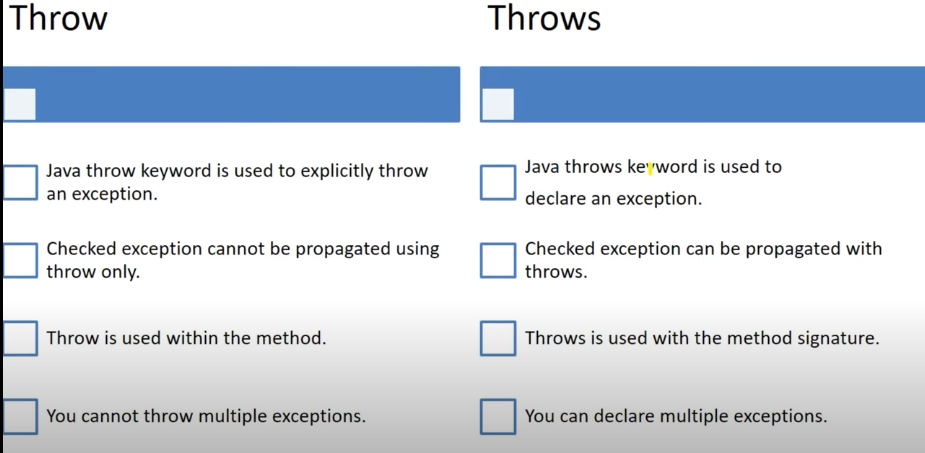 Throw
Java throw keyword is used to explicitly throw
an exception.
Checked exception cannot be propagated using
throw only.
Throw is used within the method.
You cannot throw multiple exceptions.
Throws
Java throws keyword is used to
declare an exception.
Checked exception can be propagated with
throws.
Throws is used with the method signature.
You can declare multiple exceptions.